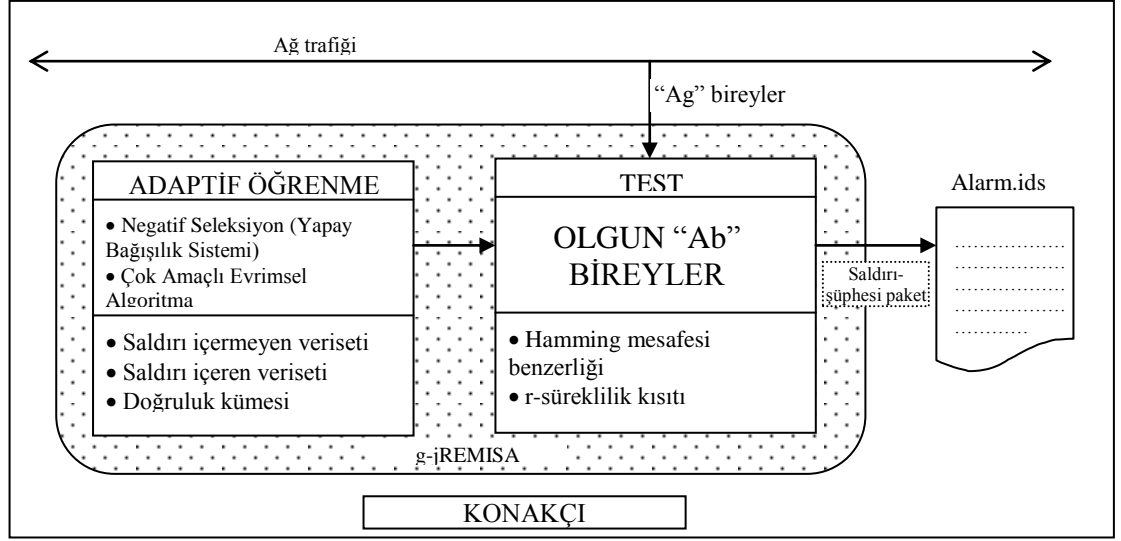 Ağ trafiği
“Ag” bireyler
ADAPTİF ÖĞRENME
• Negatif Seleksiyon (Yapay
Bağışılık Sistemi)
• Çok Amaçlı Evrimsel
Algoritma
• Saldırı içermeyen veriseti
• Saldırı içeren veriseti
• Doğruluk kümesi
TEST
OLGUN “Ab”
BİREYLER
• Hamming mesafesi
benzerliği
• r-süreklilik kısıtı
Saldırı-
şüphesi paket
Alarm.ids
g-jREMISA
KONAKÇI